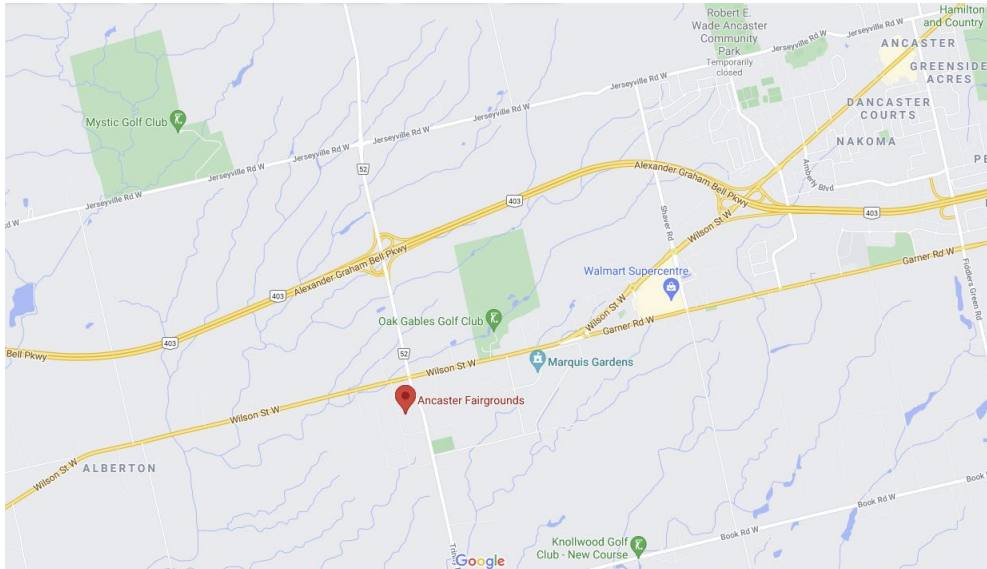 Robert E.
Wade Ancaster
Community
Park
Temporarily
closed
Hamilton
and Country
Jerseyville Rd W
Jerseyville Rd W
ANCASTER
GREENSIDE
ACRES
DANCASTER
COURTS
NAKOMA
Mystic Golf Club
Jerseyville Rd W
Jerseyville Rd W
Jerseyville Rd W
Jerseyville Rd W
52
Alexander Graham Bell Pkwy
Amberly Blvd
403
403
Shaver Rd
Wilson St W
Alexander Graham Bell Pkwy
Garner Rd W
Walmart Supercentre
Fiddlers Green Rd
403
Oak Gables Golf Club
Wilson St W
Garner Rd W
403
Bell Pkwy
52
Wilson St W
Marquis Gardens
Ancaster Fairgrounds
Wilson St W
ALBERTON
Wilson St W
Book Rd W
Book Rd W
Knollwood Golf
Club - New Course
Google